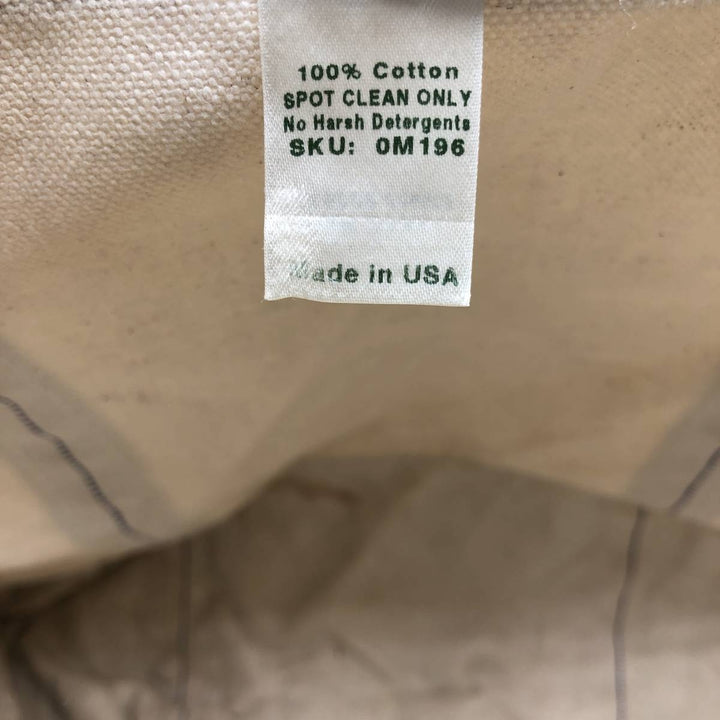 100% Cotton
SPOT CLEAN ONLY
No Harsh Detergents
SKU: 0M196
Made in USA